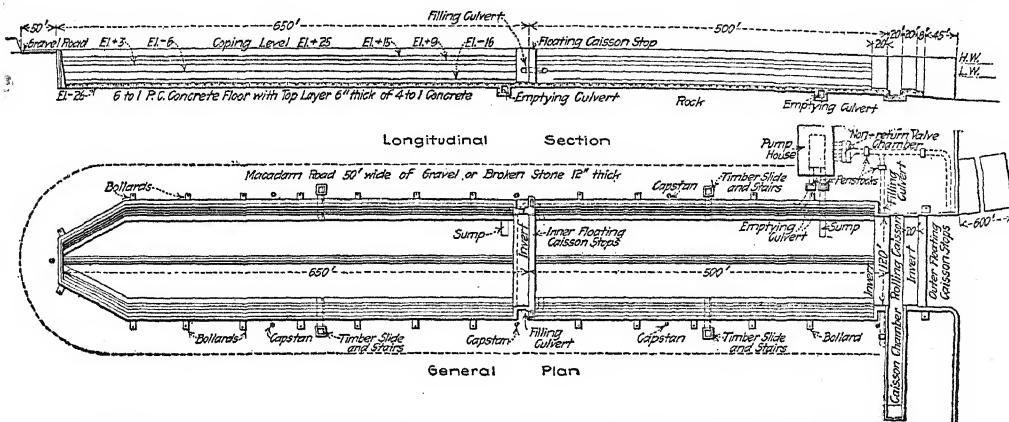 50' 650' Filling Culvert 500'
Gravel Road El.+3 El.-6 Coping Level El.+25 El.+15 El.+9 El.-16 Floating Caisson Stop 20' 20' 20' 8' 45'
H.W.
L.W.
El.-26 6 to 1 P.C. Concrete Floor with Top Layer 6" thick of 4 to 1 Concrete Emptying Culvert Rock Emptying Culvert
Longitudinal Section
Pump House
Non-return Valve Chamber
Macadam Road 50' wide of Gravel or Broken Stone 12" thick
Bollards Capstan Timber Slide and Stairs Penstocks Filling Culvert
Sump Invert Inner Floating Caisson Stops Emptying Culvert Sump 600'
650' 500' Invert 120' Rolling Caisson Invert 20' Outer Floating Caisson Stops
Caisson Chamber
Bollards Capstan Timber Slide and Stairs Capstan Filling Culvert Capstan Timber Slide and Stairs Bollard
General Plan